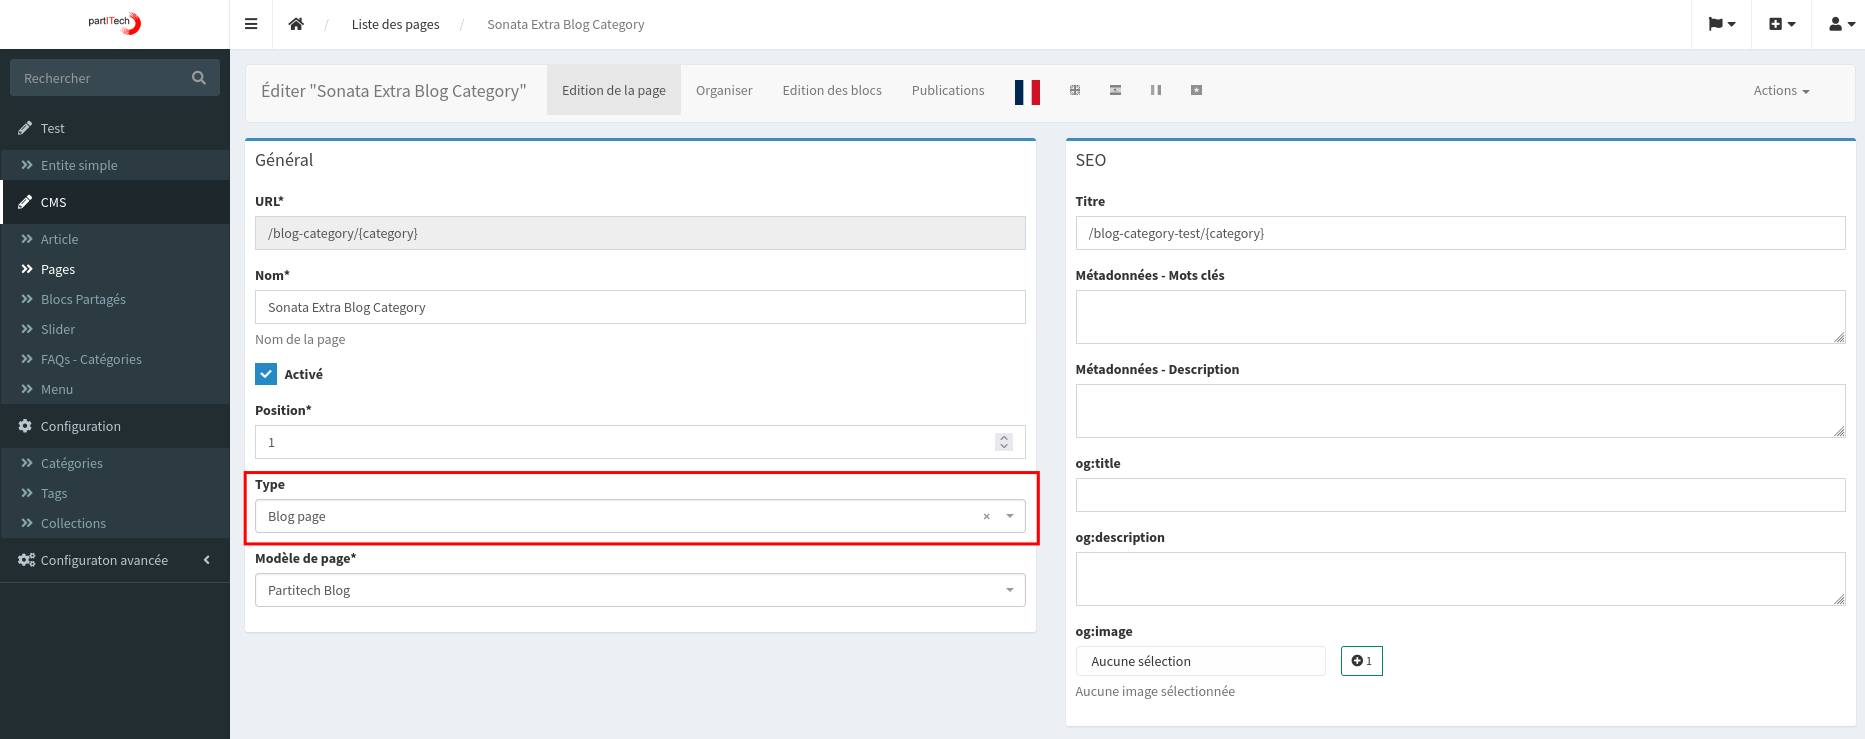 partITech
/ Liste des pages / Sonata Extra Blog Category
Rechercher
Test
Entite simple
CMS
Article
Pages
Blocs Partagés
Slider
FAQs - Catégories
Menu
Configuration
Catégories
Tags
Collections
Configuraton avancée
Éditer "Sonata Extra Blog Category" Edition de la page Organiser Edition des blocs Publications Actions
Général
URL*
/blog-category/{category}
Nom*
Sonata Extra Blog Category
Nom de la page
Activé
Position*
1
Type
Blog page ×
Modèle de page*
Partitech Blog
SEO
Titre
/blog-category-test/{category}
Métadonnées - Mots clés
Métadonnées - Description
og:title
og:description
og:image
Aucune sélection 1
Aucune image sélectionnée